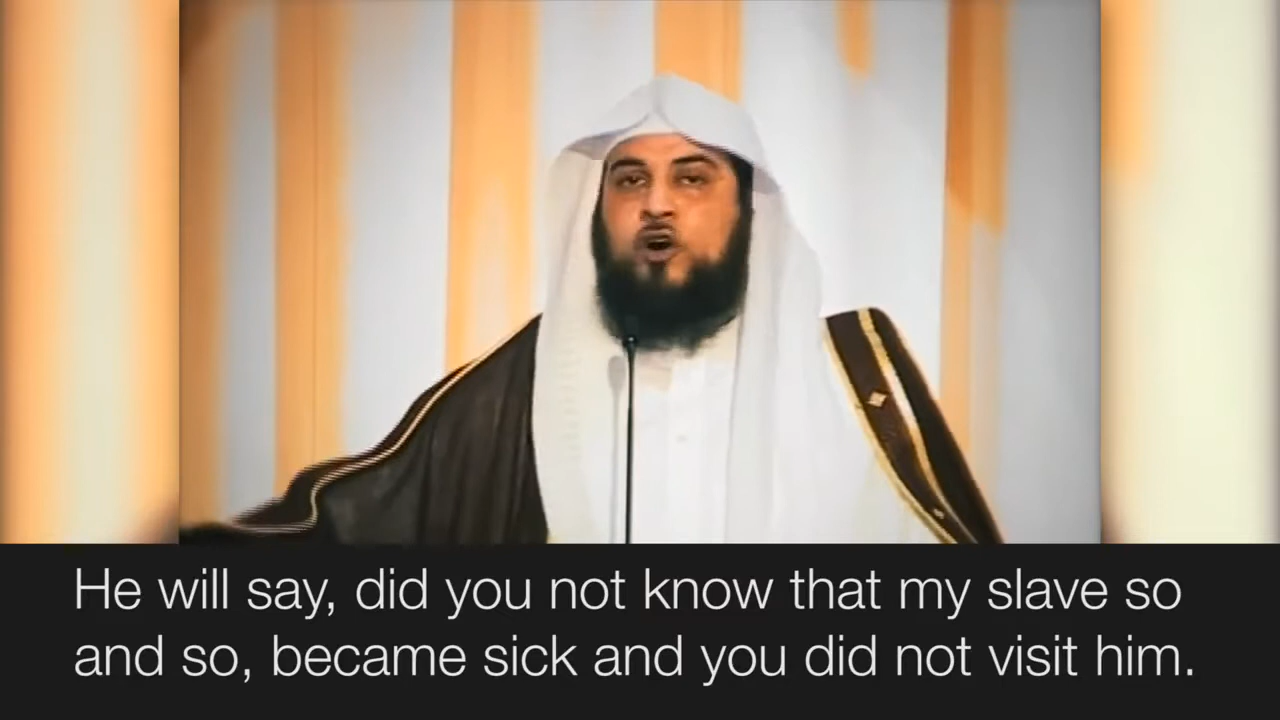 He will say, did you not know that my slave so
and so, became sick and you did not visit him.